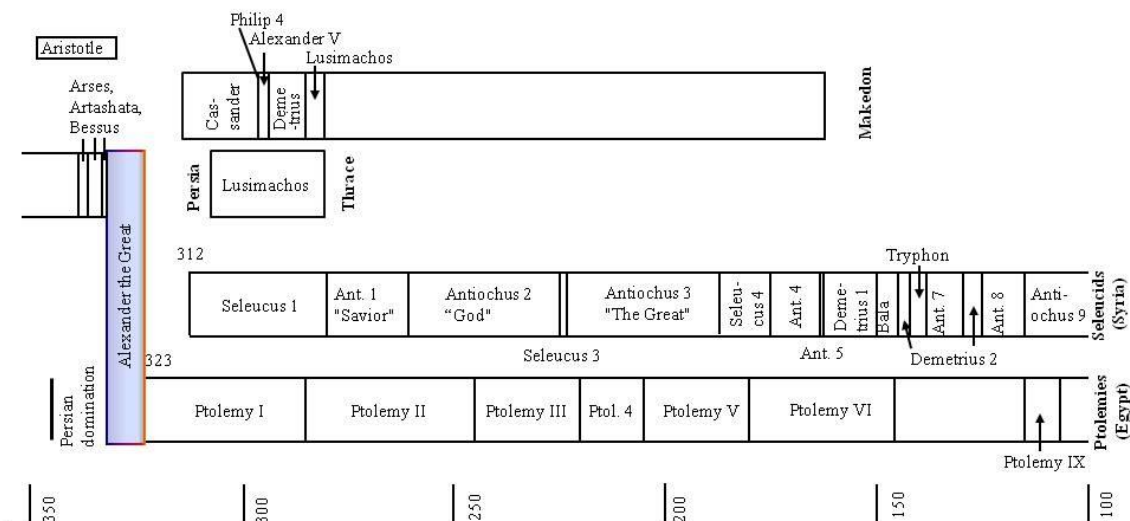 Philip 4
Alexander V
Lusimachos
Aristotle
Arses,
Artashata,
Bessus
Cas-
sander
Deme
-trius
Makedon
Persia
Lusimachos
Thrace
Alexander the Great
312
Tryphon
Seleucus 1
Ant. 1
"Savior"
Antiochus 2
“God"
Antiochus 3
"The Great"
Seleu-
cus 4
Ant. 4
Deme-
trius 1
Bala
Ant. 7
Ant. 8
Anti-
ochus 9
Seleucids
(Syria)
323
Seleucus 3
Ant. 5
Demetrius 2
Persian
domination
Ptolemy I
Ptolemy II
Ptolemy III
Ptol. 4
Ptolemy V
Ptolemy VI
Ptolemies
(Egypt)
Ptolemy IX
350
300
250
200
150
100